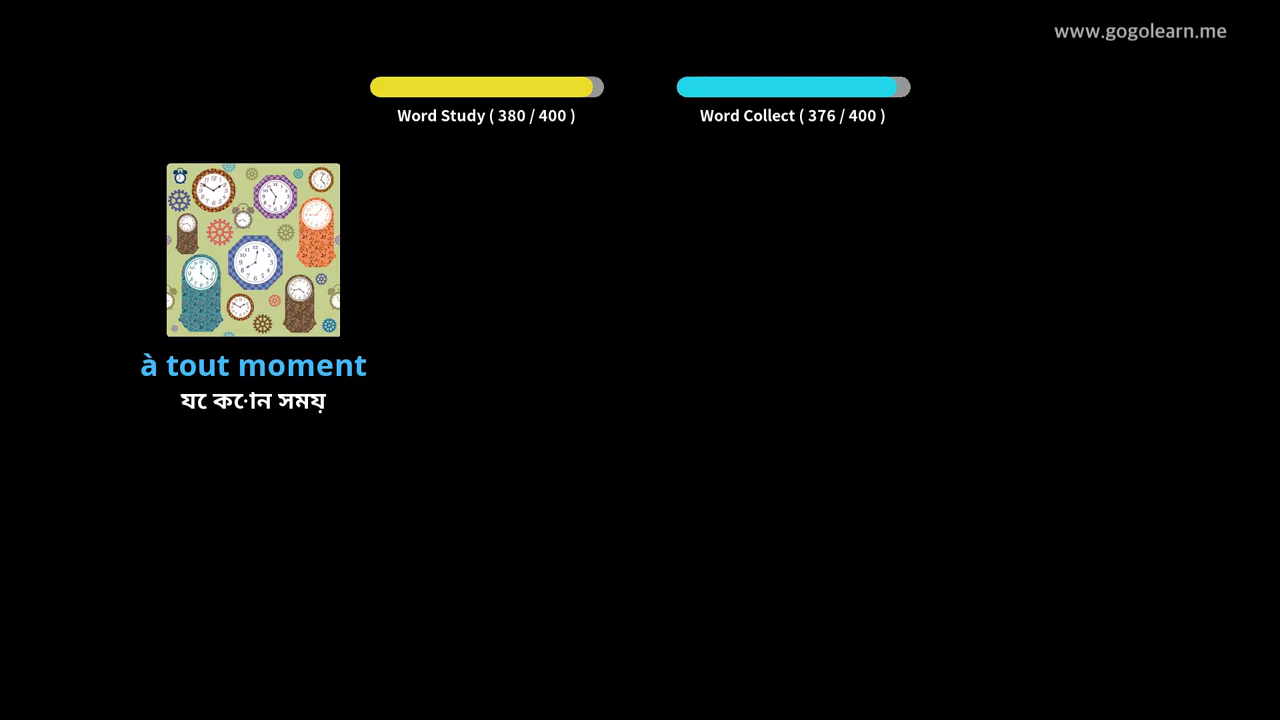 www.gogolearn.me
Word Study ( 380 / 400 )
Word Collect ( 376 / 400 )
à tout moment
যে কোন সময়